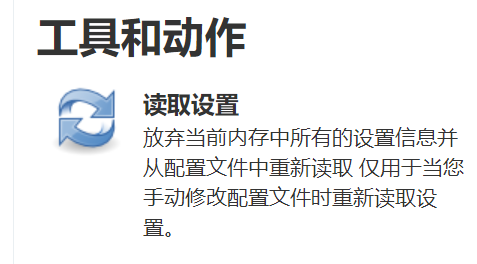 工具和动作
读取设置
放弃当前内存中所有的设置信息并
从配置文件中重新读取 仅用于当您
手动修改配置文件时重新读取设
置。